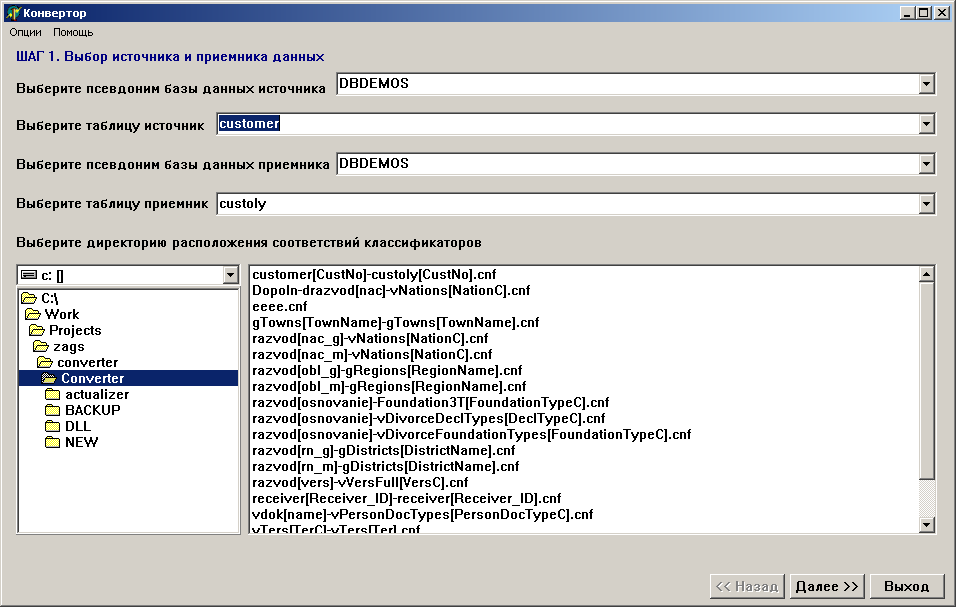 Конвертор
Опции Помощь
ШАГ 1. Выбор источника и приемника данных
Выберите псевдоним базы данных источника DBDEMOS
Выберите таблицу источник customer
Выберите псевдоним базы данных приемника DBDEMOS
Выберите таблицу приемник custoly
Выберите директорию расположения соответствий классификаторов
c: []
C:\
Work
Projects
zags
converter
Converter
actualizer
BACKUP
DLL
NEW
customer[CustNo]-custoly[CustNo].cnf
Dopoln-drazvod[nac]-vNations[NationC].cnf
eeee.cnf
gTowns[TownName]-gTowns[TownName].cnf
razvod[nac_g]-vNations[NationC].cnf
razvod[nac_m]-vNations[NationC].cnf
razvod[obl_g]-gRegions[RegionName].cnf
razvod[obl_m]-gRegions[RegionName].cnf
razvod[osnovanie]-Foundation3T[FoundationTypeC].cnf
razvod[osnovanie]-vDivorceDeclTypes[DeclTypeC].cnf
razvod[osnovanie]-vDivorceFoundationTypes[FoundationTypeC].cnf
razvod[rn_g]-gDistricts[DistrictName].cnf
razvod[rn_m]-gDistricts[DistrictName].cnf
razvod[vers]-vVersFull[VersC].cnf
receiver[Receiver_ID]-receiver[Receiver_ID].cnf
vdok[name]-vPersonDocTypes[PersonDocTypeC].cnf
vTers[TerC]-vTers[Ter].cnf
<< Назад Далее >> Выход